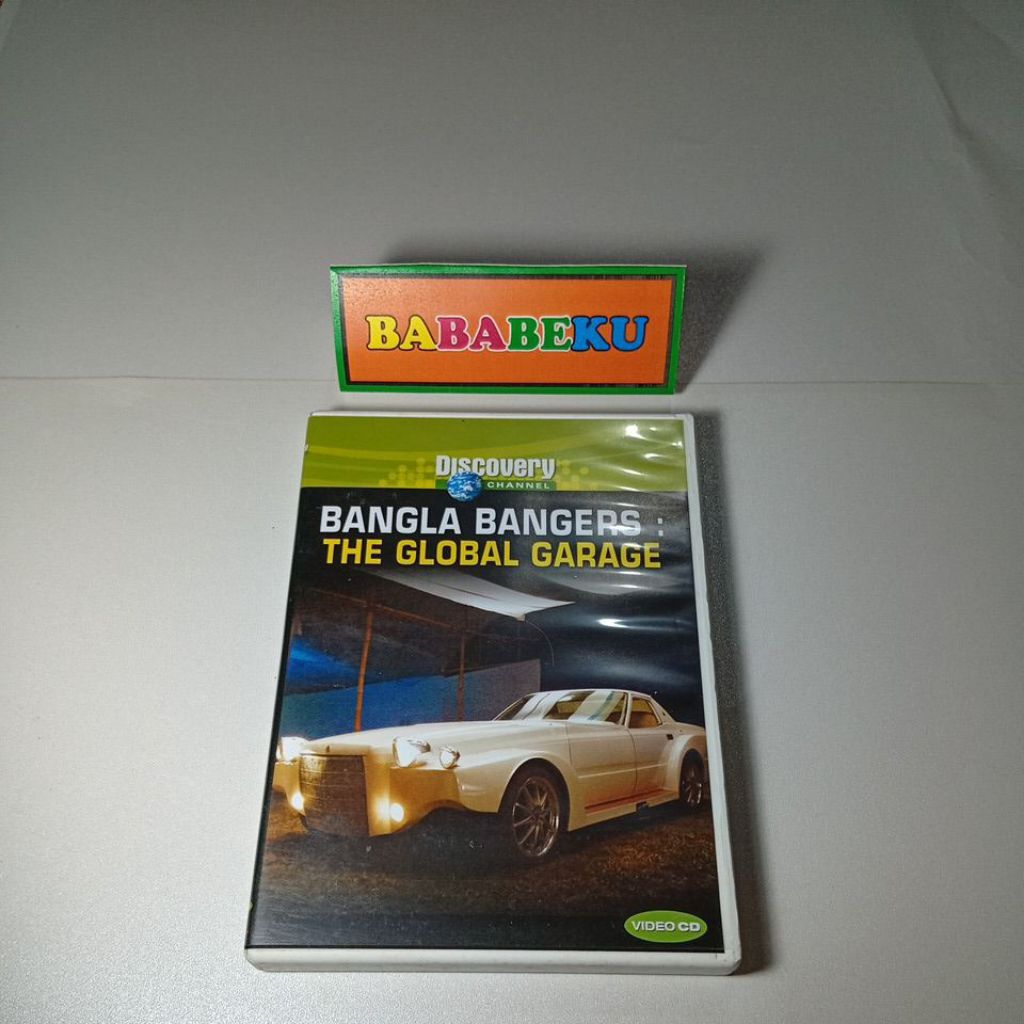 BABABEKU
Discovery
CHANNEL
BANGLA BANGERS :
THE GLOBAL GARAGE
VIDEO CD